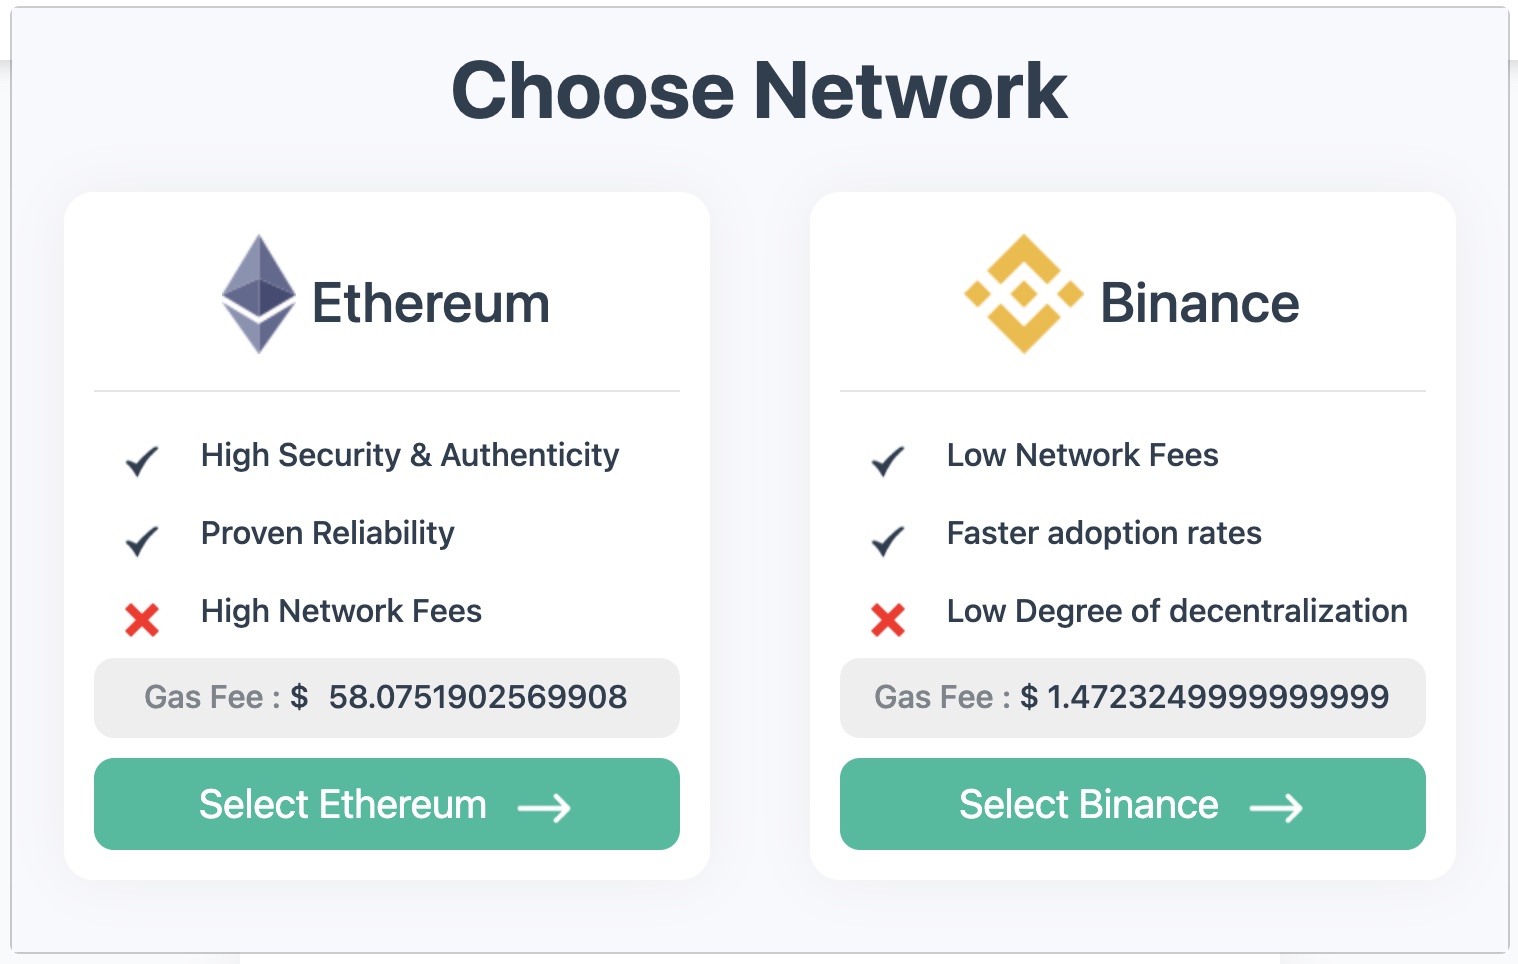 Choose Network
Ethereum
High Security & Authenticity
Proven Reliability
High Network Fees
Gas Fee : $ 58.0751902569908
Select Ethereum
Binance
Low Network Fees
Faster adoption rates
Low Degree of decentralization
Gas Fee : $ 1.4723249999999999
Select Binance